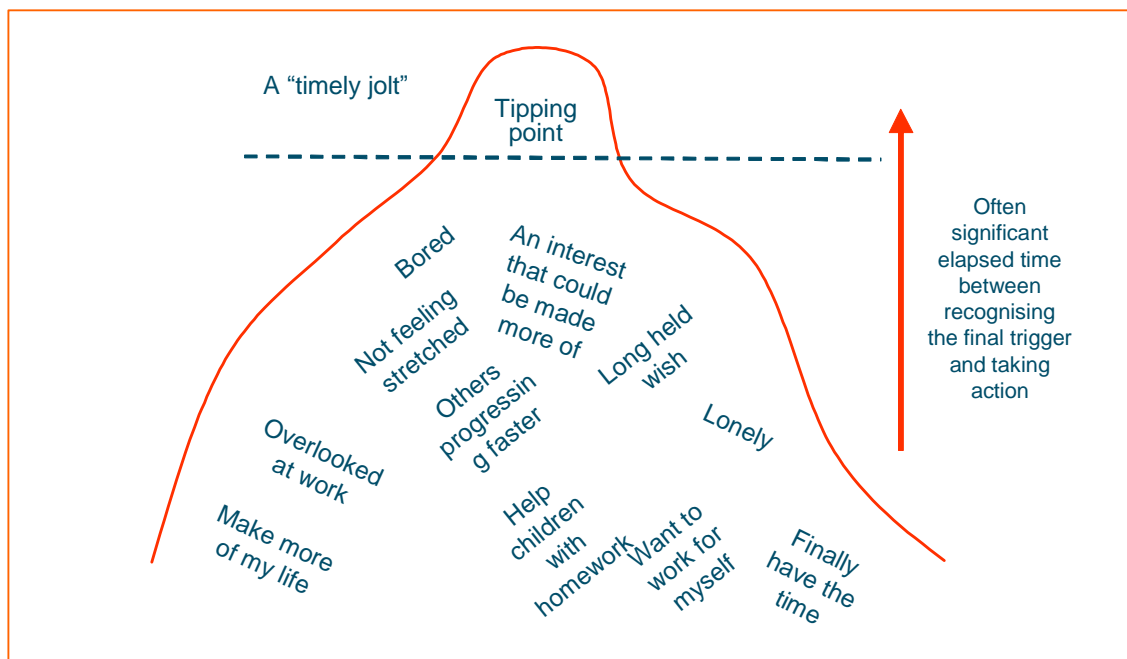 A “timely jolt”
Tipping
point
Often
significant
elapsed time
between
recognising
the final trigger
and taking
action
Bored
An interest
that could
be made
more of
Not feeling
stretched
Long held
wish
Others
progressin
g faster
Lonely
Overlooked
at work
Make more
of my life
Help
children
with
homework
Want to
work for
myself
Finally
have the
time